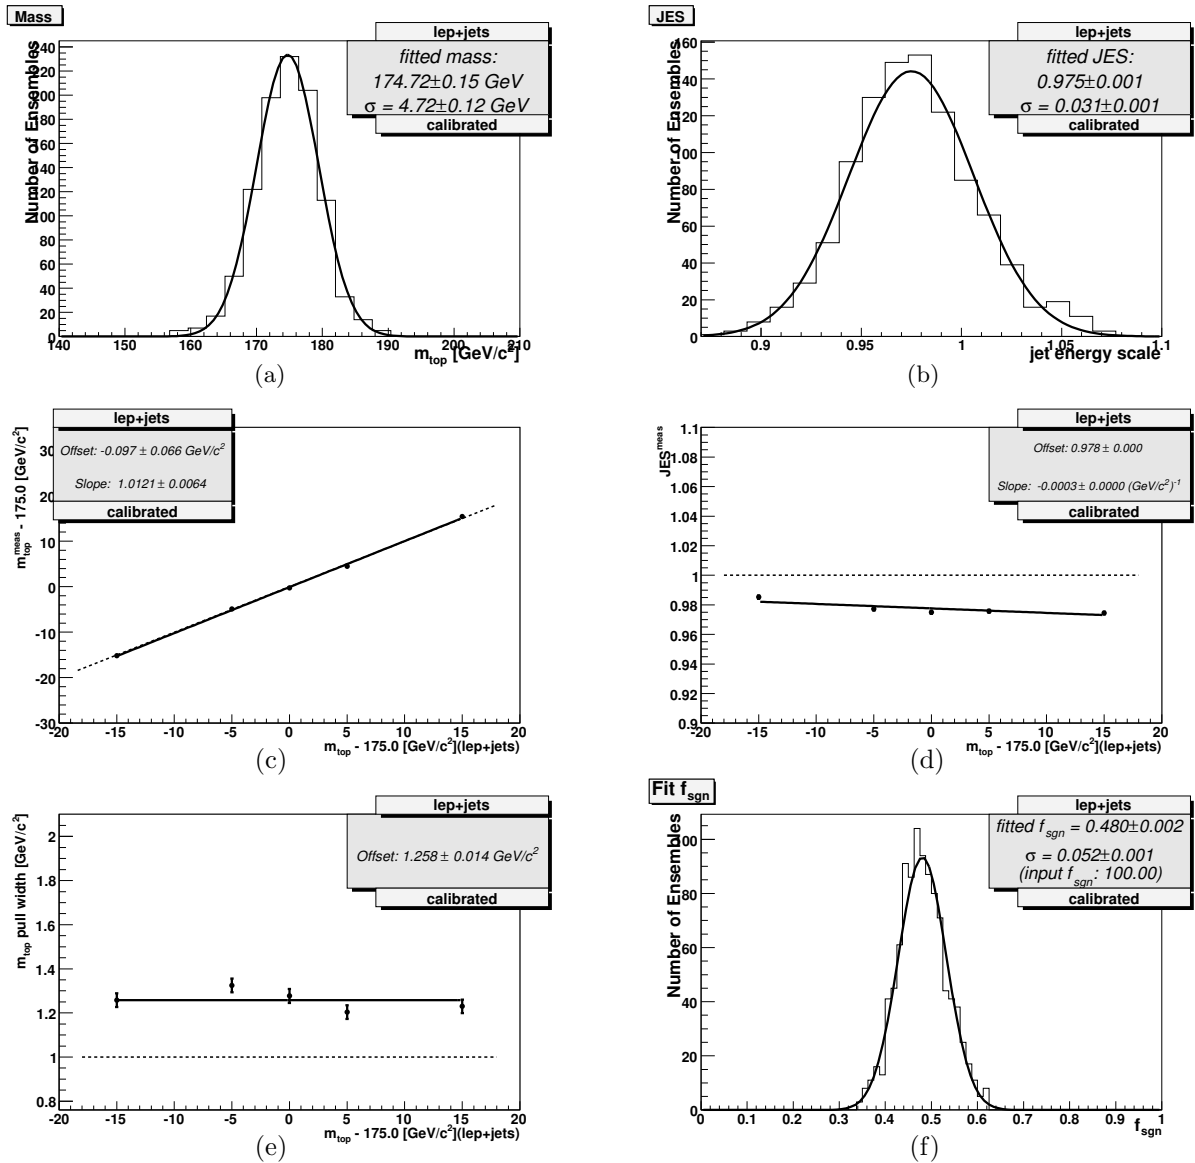 Mass
lep+jets
fitted mass:
174.72±0.15 GeV
σ = 4.72±0.12 GeV
calibrated
Number of Ensembles
240
220
200
180
160
140
120
100
80
60
40
20
0
140 150 160 170 180 190 200 210
m_top [GeV/c²]
(a)
JES
lep+jets
fitted JES:
0.975±0.001
σ = 0.031±0.001
calibrated
Number of Ensembles
160
140
120
100
80
60
40
20
0
0.9 0.95 1 1.05 1.1
jet energy scale
(b)
lep+jets
Offset: -0.097 ± 0.066 GeV/c²
Slope: 1.0121 ± 0.0064
calibrated
m_top^meas - 175.0 [GeV/c²]
30
20
10
0
-10
-20
-30
-20 -15 -10 -5 0 5 10 15 20
m_top - 175.0 [GeV/c²](lep+jets)
(c)
lep+jets
Offset: 0.978 ± 0.000
Slope: -0.0003 ± 0.0000 (GeV/c²)⁻¹
calibrated
JES^meas
1.1
1.08
1.06
1.04
1.02
1
0.98
0.96
0.94
0.92
0.9
-20 -15 -10 -5 0 5 10 15 20
m_top - 175.0 [GeV/c²](lep+jets)
(d)
lep+jets
Offset: 1.258 ± 0.014 GeV/c²
calibrated
m_top pull width [GeV/c²]
2
1.8
1.6
1.4
1.2
1
0.8
-20 -15 -10 -5 0 5 10 15 20
m_top - 175.0 [GeV/c²](lep+jets)
(e)
Fit f_sgn
lep+jets
fitted f_sgn = 0.480±0.002
σ = 0.052±0.001
(input f_sgn: 100.00)
calibrated
Number of Ensembles
100
80
60
40
20
0
0 0.1 0.2 0.3 0.4 0.5 0.6 0.7 0.8 0.9 1
f_sgn
(f)